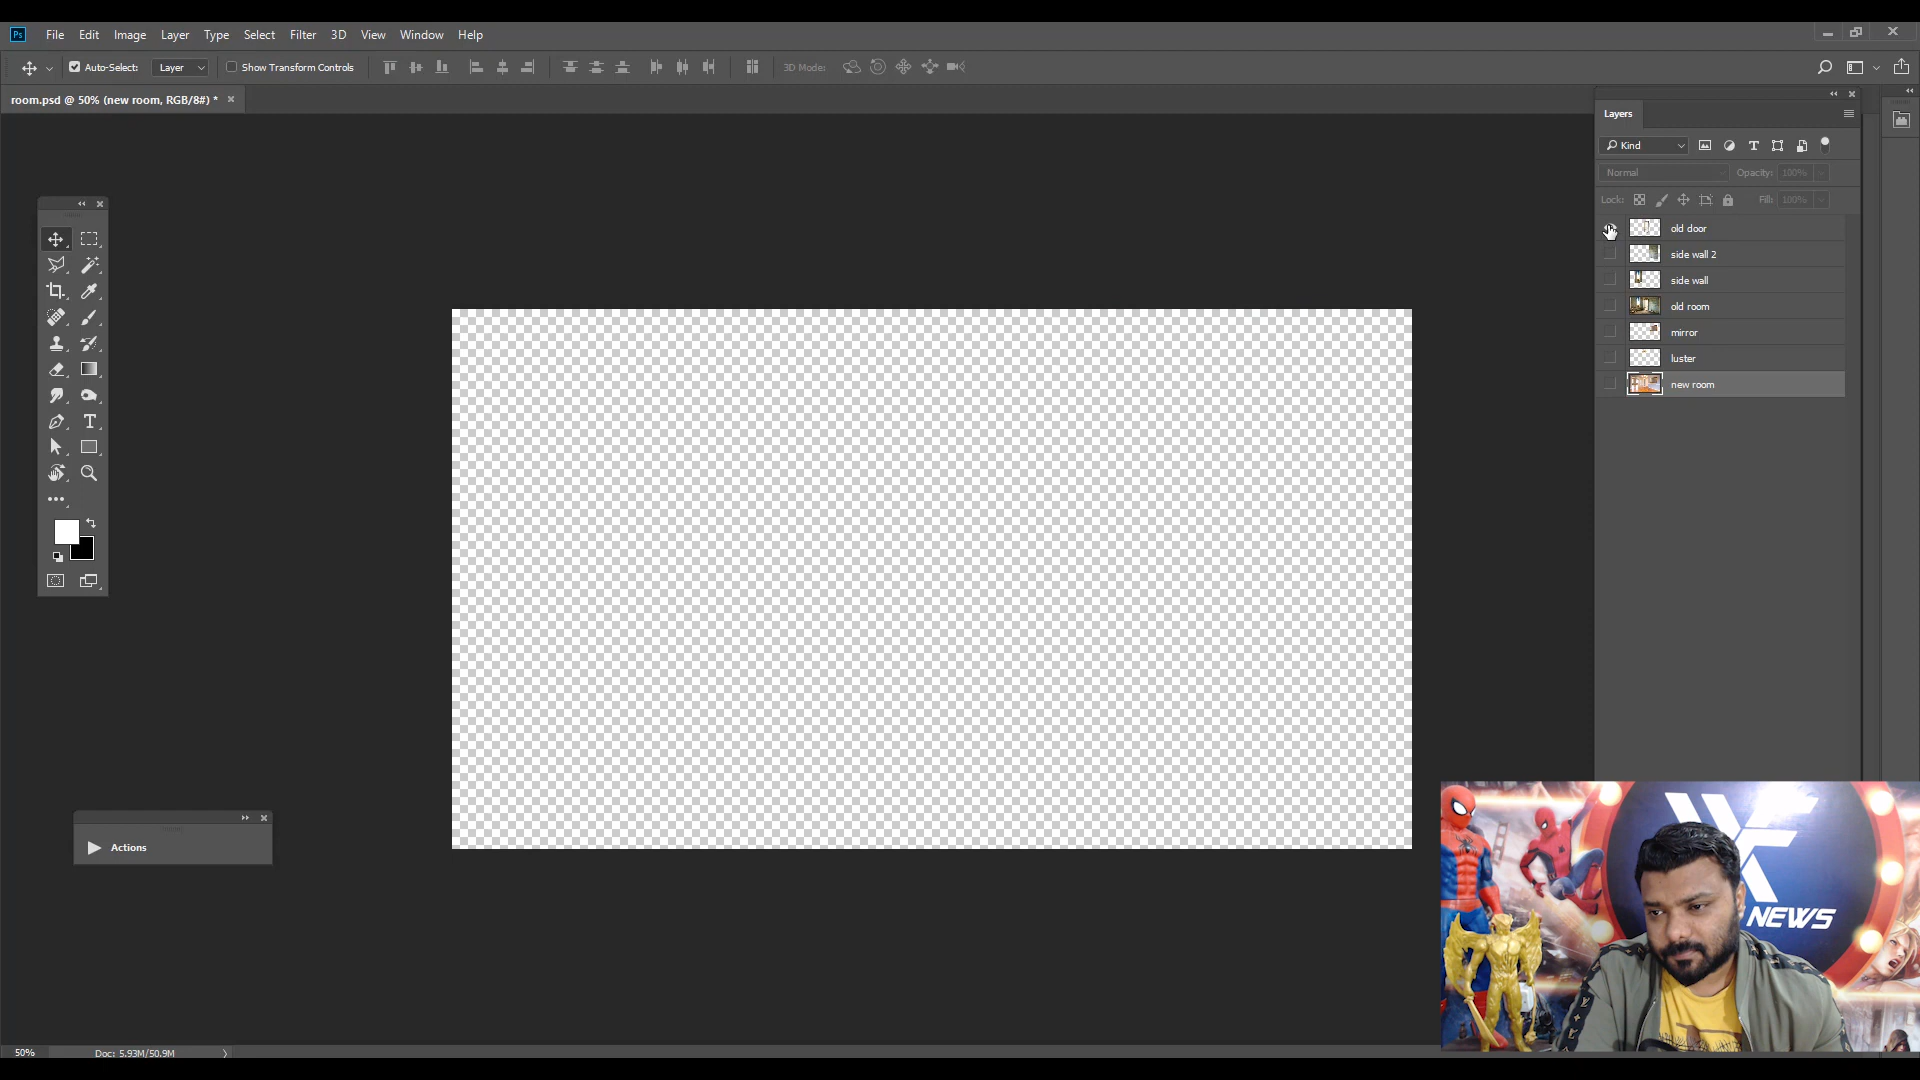 Ps File Edit Image Layer Type Select Filter 3D View Window Help
Auto-Select: Layer Show Transform Controls 3D Mode:
room.psd @ 50% (new room, RGB/8#) *
Layers
Kind
Normal Opacity: 100%
Lock: Fill: 100%
old door
side wall 2
side wall
old room
mirror
luster
new room
Actions
NEWS
50% Doc: 5.93M/50.9M